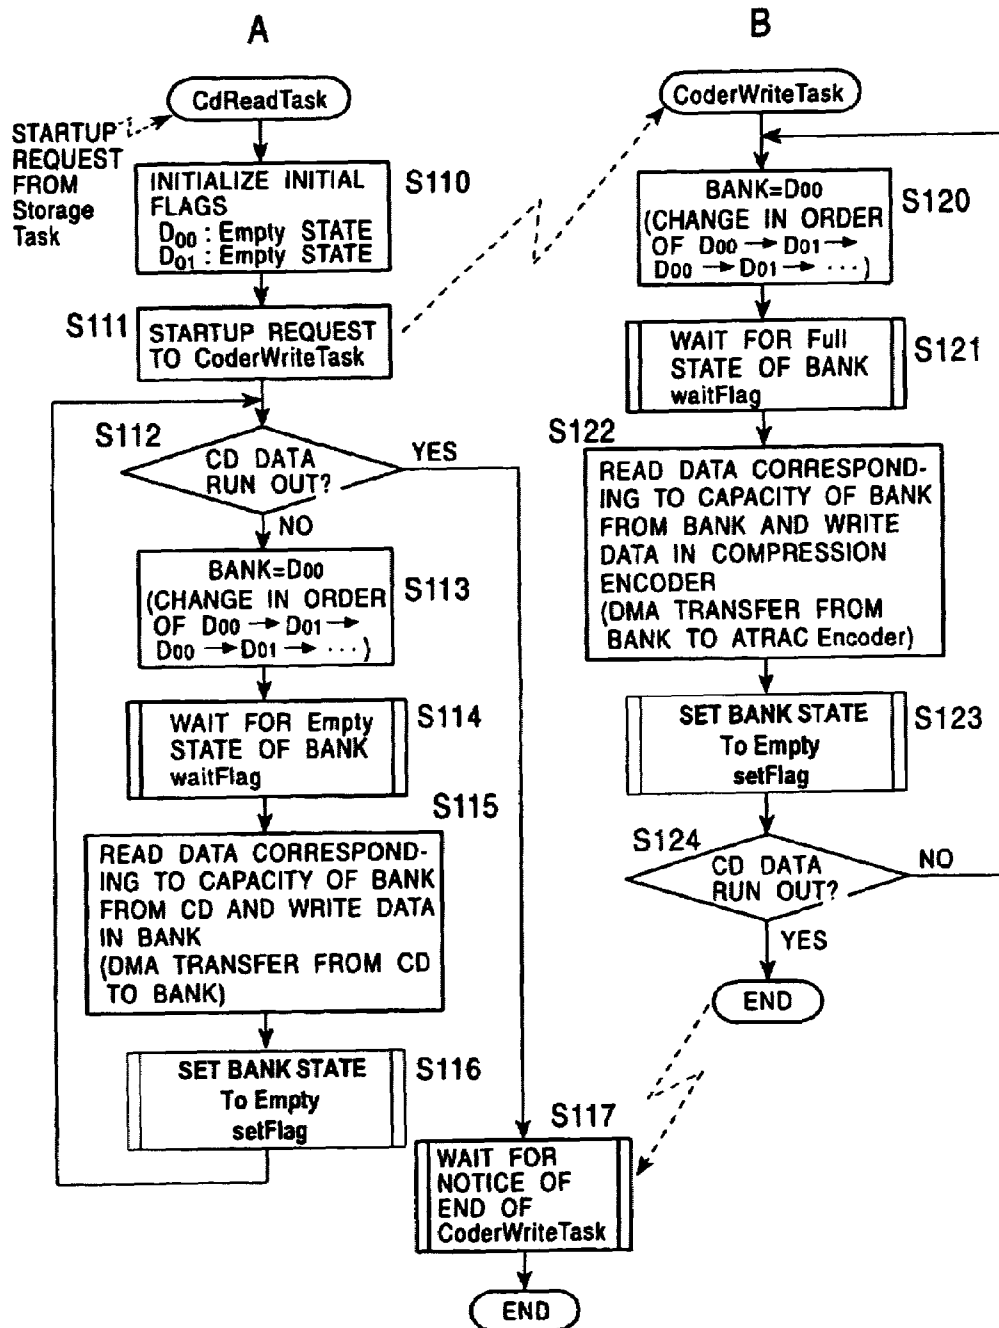 A
CdReadTask
STARTUP
REQUEST
FROM
Storage
Task
INITIALIZE INITIAL
FLAGS
D00 : Empty STATE
D01 : Empty STATE
S110
S111
STARTUP REQUEST
TO CoderWriteTask
S112
CD DATA
RUN OUT?
YES
NO
BANK=D00
(CHANGE IN ORDER
OF D00 → D01 →
D00 → D01 → ···)
S113
WAIT FOR Empty
STATE OF BANK
waitFlag
S114
S115
READ DATA CORRESPOND-
ING TO CAPACITY OF BANK
FROM CD AND WRITE DATA
IN BANK
(DMA TRANSFER FROM CD
TO BANK)
SET BANK STATE
To Empty
setFlag
S116
S117
WAIT FOR
NOTICE OF
END OF
CoderWriteTask
END
B
CoderWriteTask
BANK=D00
(CHANGE IN ORDER
OF D00 → D01 →
D00 → D01 → ···)
S120
WAIT FOR Full
STATE OF BANK
waitFlag
S121
S122
READ DATA CORRESPOND-
ING TO CAPACITY OF BANK
FROM BANK AND WRITE
DATA IN COMPRESSION
ENCODER
(DMA TRANSFER FROM
BANK TO ATRAC Encoder)
SET BANK STATE
To Empty
setFlag
S123
S124
CD DATA
RUN OUT?
NO
YES
END